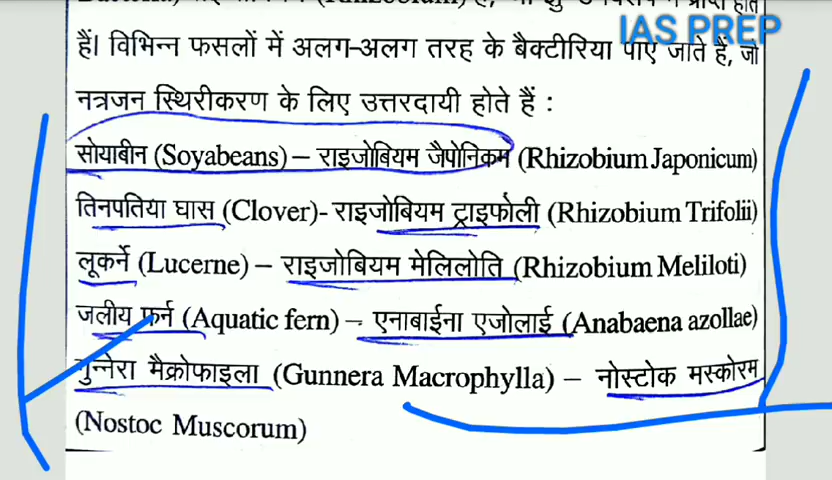 IAS PREP
हैं। विभिन्न फसलों में अलग-अलग तरह के बैक्टीरिया पाए जाते हैं, जो
नत्रजन स्थिरीकरण के लिए उत्तरदायी होते हैं :
सोयाबीन (Soyabeans) – राइजोबियम जैपोनिकम (Rhizobium Japonicum)
तिनपतिया घास (Clover)- राइजोबियम ट्राइफोली (Rhizobium Trifolii)
लूकर्ने (Lucerne) – राइजोबियम मेलिलोति (Rhizobium Meliloti)
जलीय फर्न (Aquatic fern) – एनाबाईना एजोलाई (Anabaena azollae)
गुन्नेरा मैक्रोफाइला (Gunnera Macrophylla) – नोस्टोक मस्कोरम
(Nostoc Muscorum)